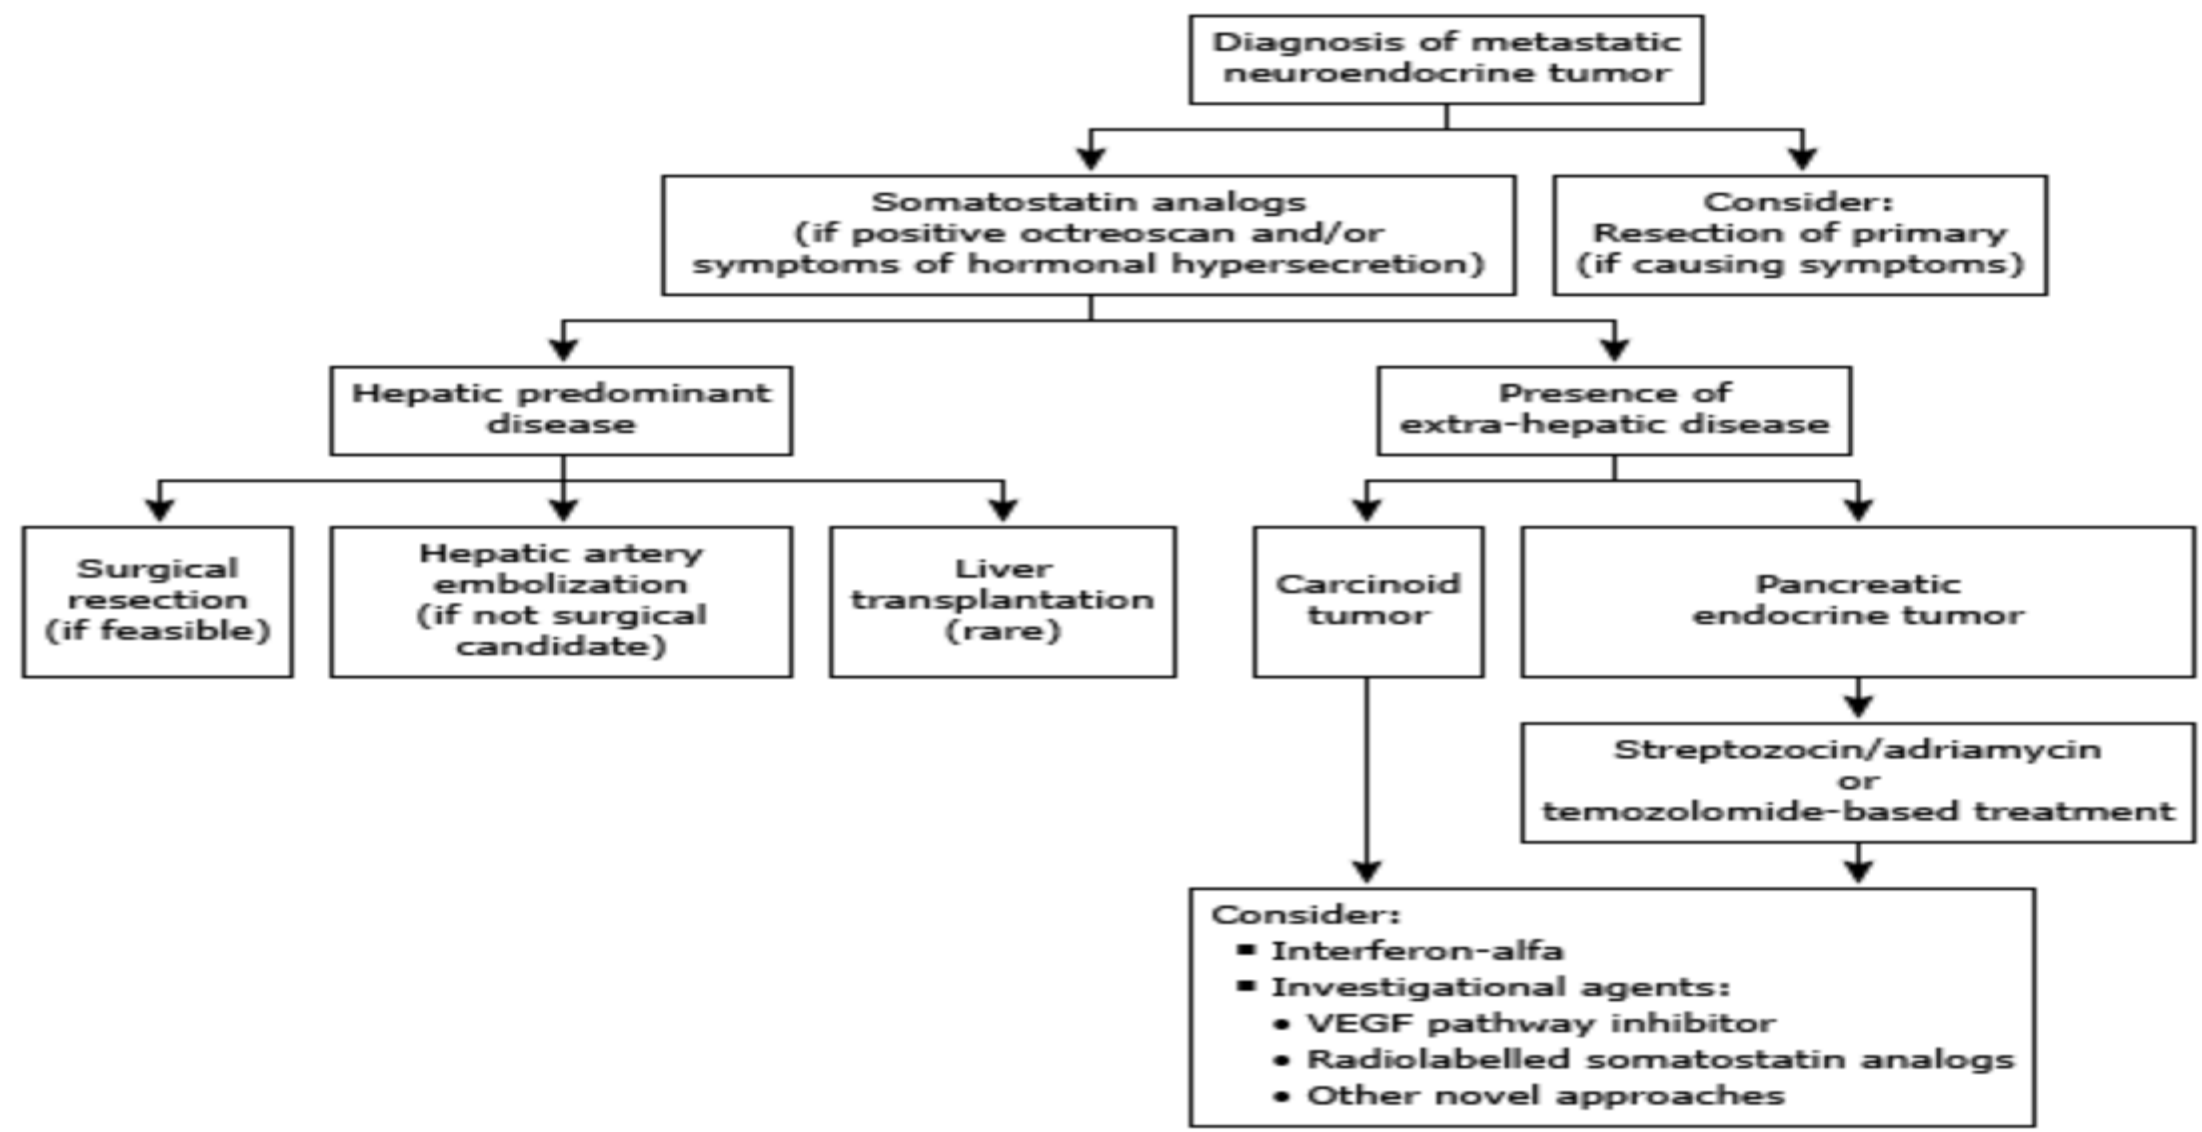 Diagnosis of metastatic
neuroendocrine tumor
Somatostatin analogs
(if positive octreoscan and/or
symptoms of hormonal hypersecretion)
Consider:
Resection of primary
(if causing symptoms)
Hepatic predominant
disease
Presence of
extra-hepatic disease
Surgical
resection
(if feasible)
Hepatic artery
embolization
(if not surgical
candidate)
Liver
transplantation
(rare)
Carcinoid
tumor
Pancreatic
endocrine tumor
Streptozocin/adriamycin
or
temozolomide-based treatment
Consider:
▪ Interferon-alfa
▪ Investigational agents:
• VEGF pathway inhibitor
• Radiolabelled somatostatin analogs
• Other novel approaches